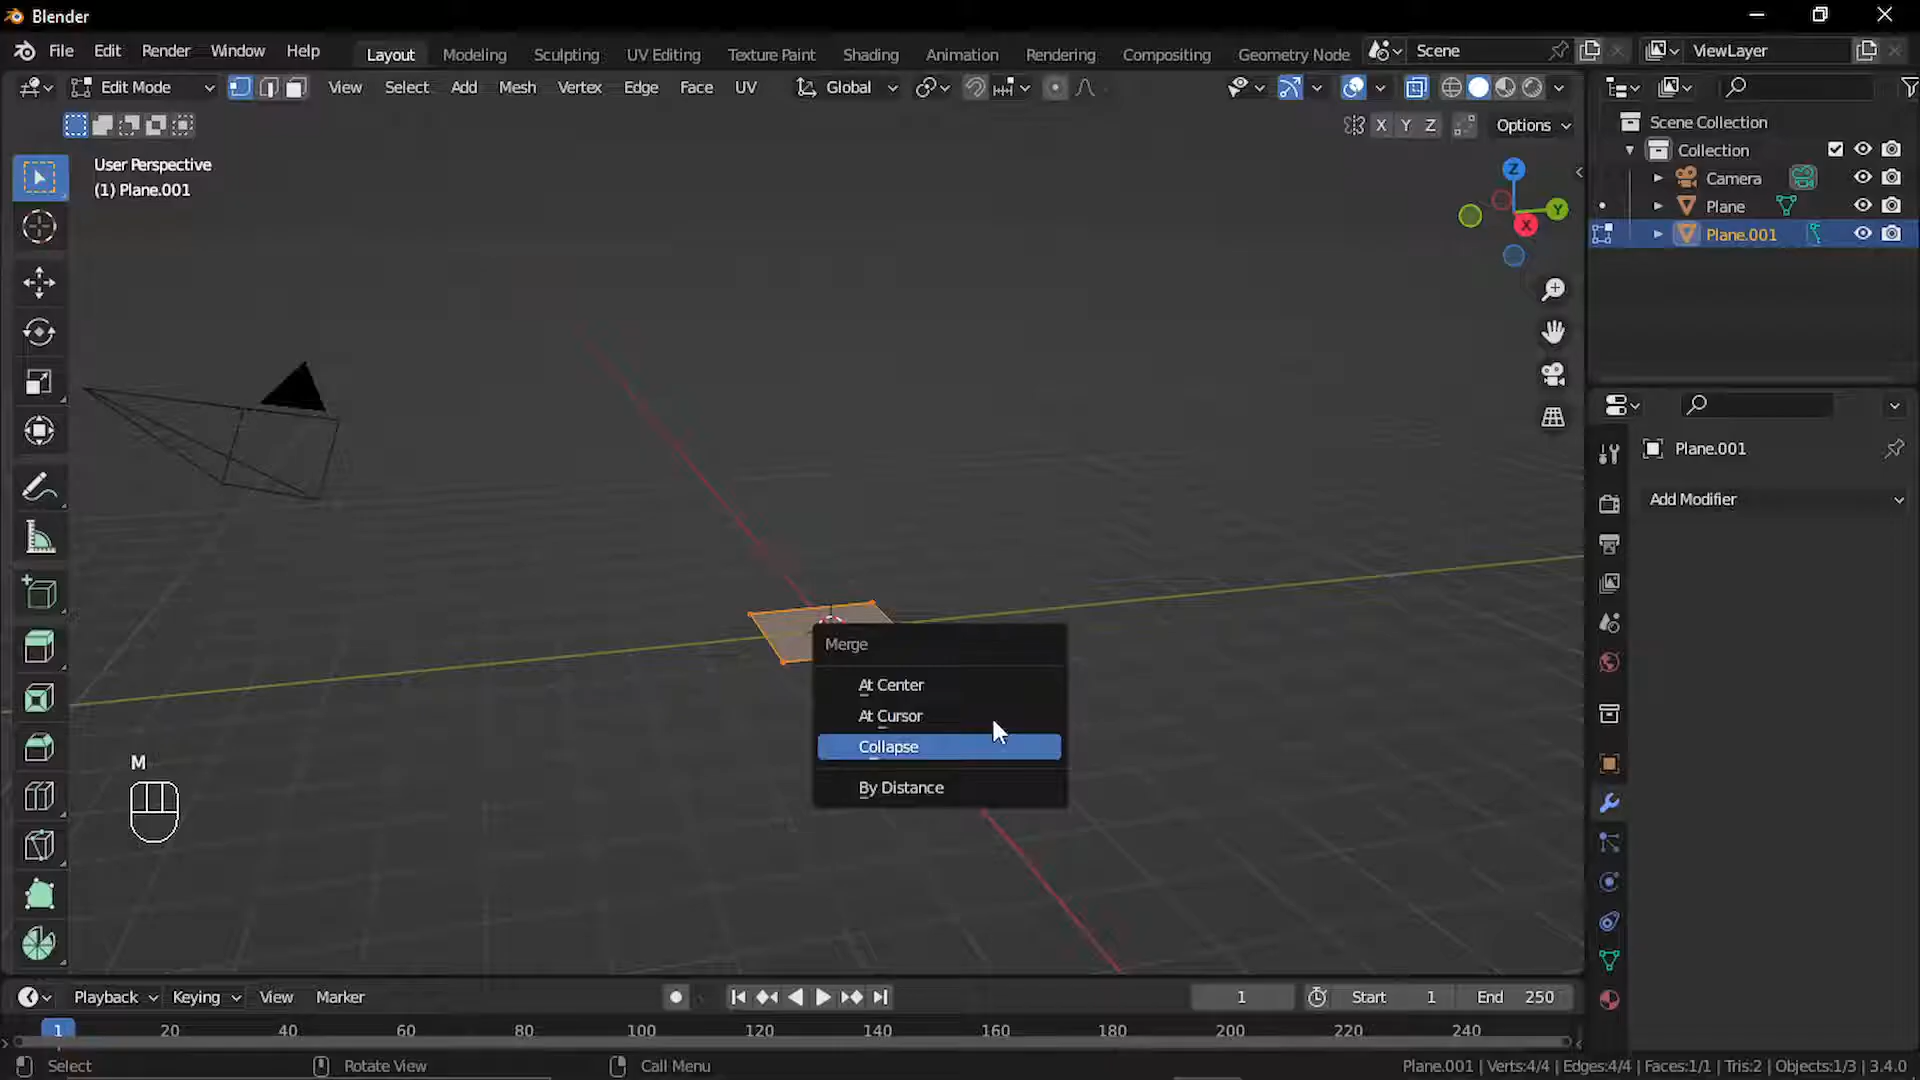 Blender
File Edit Render Window Help Layout Modeling Sculpting UV Editing Texture Paint Shading Animation Rendering Compositing Geometry Node Scene ViewLayer
Edit Mode View Select Add Mesh Vertex Edge Face UV Global
X Y Z Options
User Perspective
(1) Plane.001
Z
Y
X
Scene Collection
Collection
Camera
Plane
Plane.001
Plane.001
Add Modifier
Merge
At Center
At Cursor
Collapse
By Distance
M
Playback Keying View Marker 1 Start 1 End 250
1 20 40 60 80 100 120 140 160 180 200 220 240
Select Rotate View Call Menu Plane.001 | Verts:4/4 | Edges:4/4 | Faces:1/1 | Tris:2 | Objects:1/3 | 3.4.0